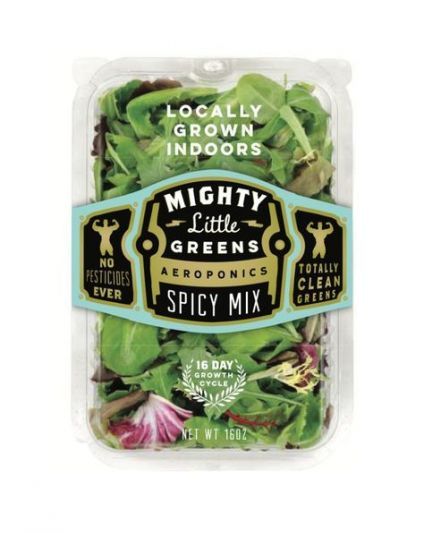 LOCALLY
GROWN
INDOORS
MIGHTY
Little
GREENS
AEROPONICS
SPICY MIX
NO
PESTICIDES
EVER
TOTALLY
CLEAN
GREENS
16 DAY
GROWTH
CYCLE
NET WT 16OZ